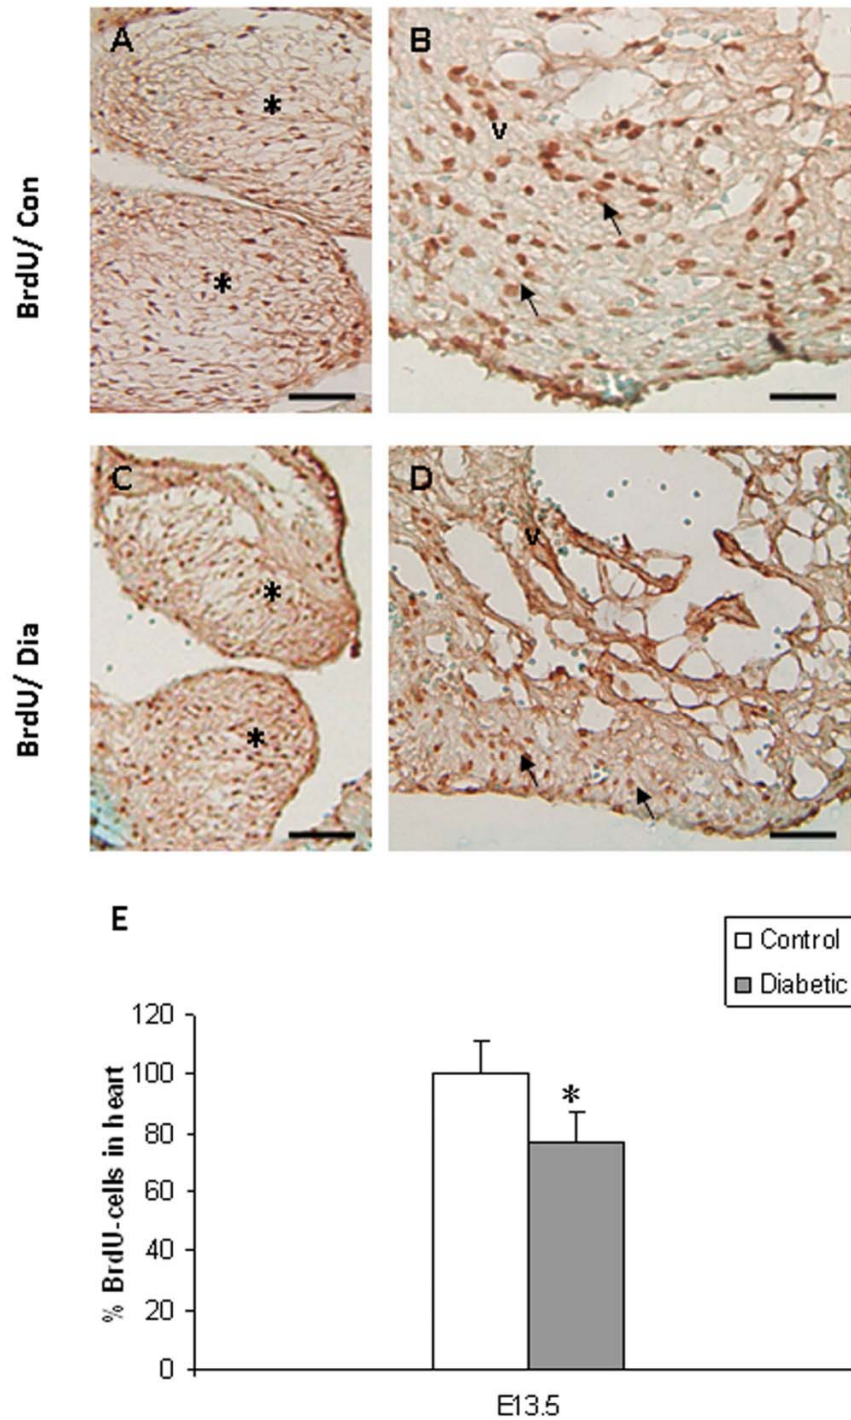 A
B
*
v
*
BrdU/ Con
C
D
v
*
*
BrdU/ Dia
E
Control
Diabetic
120
100
80
60
40
20
0
% BrdU-cells in heart
*
E13.5